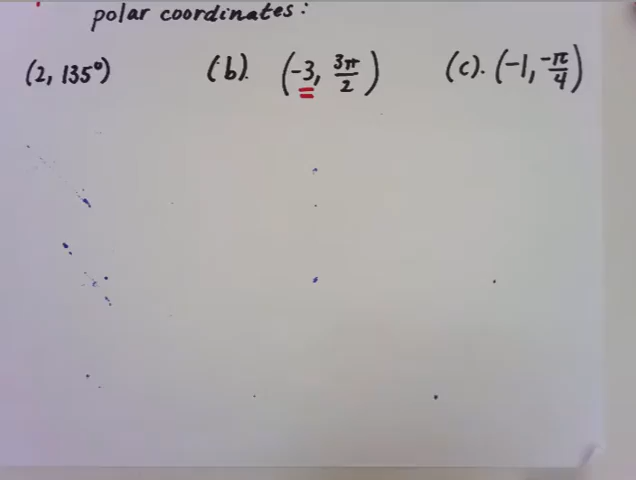 polar coordinates:
(2, 135°) (b). (-3, 3π/2) (c). (-1, -π/4)